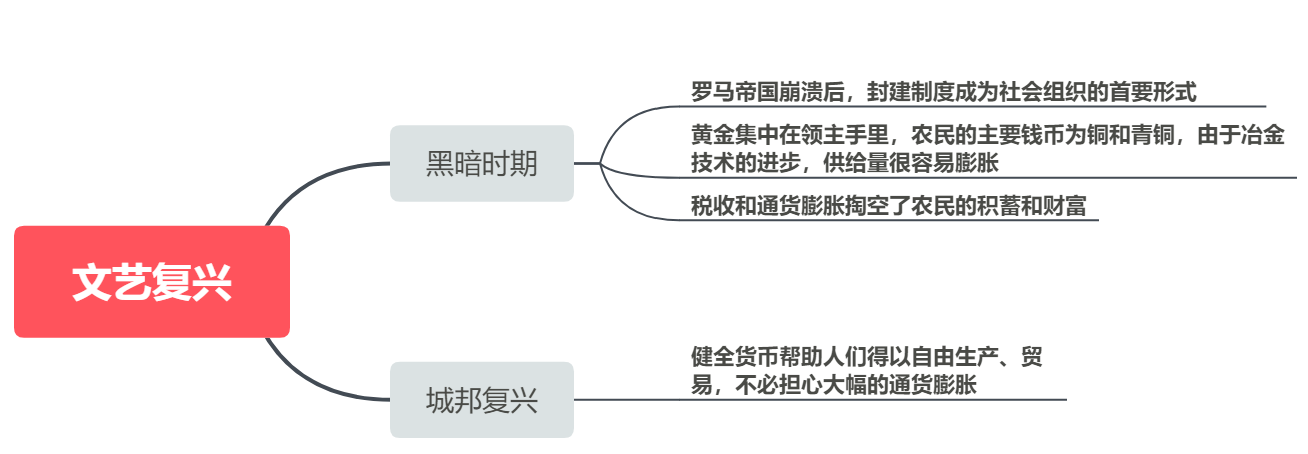 文艺复兴
黑暗时期
罗马帝国崩溃后，封建制度成为社会组织的首要形式
黄金集中在领主手里，农民的主要钱币为铜和青铜，由于冶金
技术的进步，供给量很容易膨胀
税收和通货膨胀掏空了农民的积蓄和财富
城邦复兴
健全货币帮助人们得以自由生产、贸
易，不必担心大幅的通货膨胀